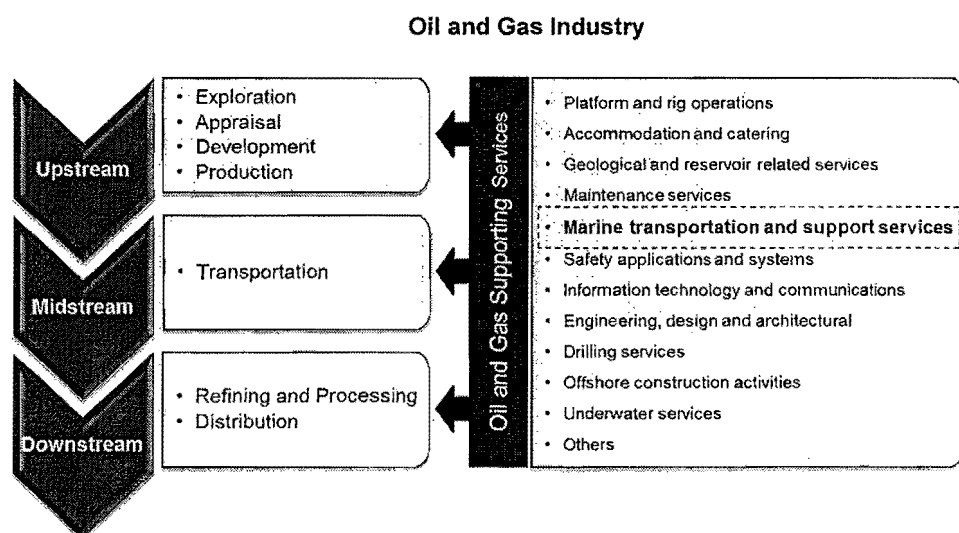 Oil and Gas Industry
Upstream
• Exploration
• Appraisal
• Development
• Production
Midstream
• Transportation
Downstream
• Refining and Processing
• Distribution
Oil and Gas Supporting Services
• Platform and rig operations
• Accommodation and catering
• Geological and reservoir related services
• Maintenance services
• Marine transportation and support services
• Safety applications and systems
• Information technology and communications
• Engineering, design and architectural
• Drilling services
• Offshore construction activities
• Underwater services
• Others